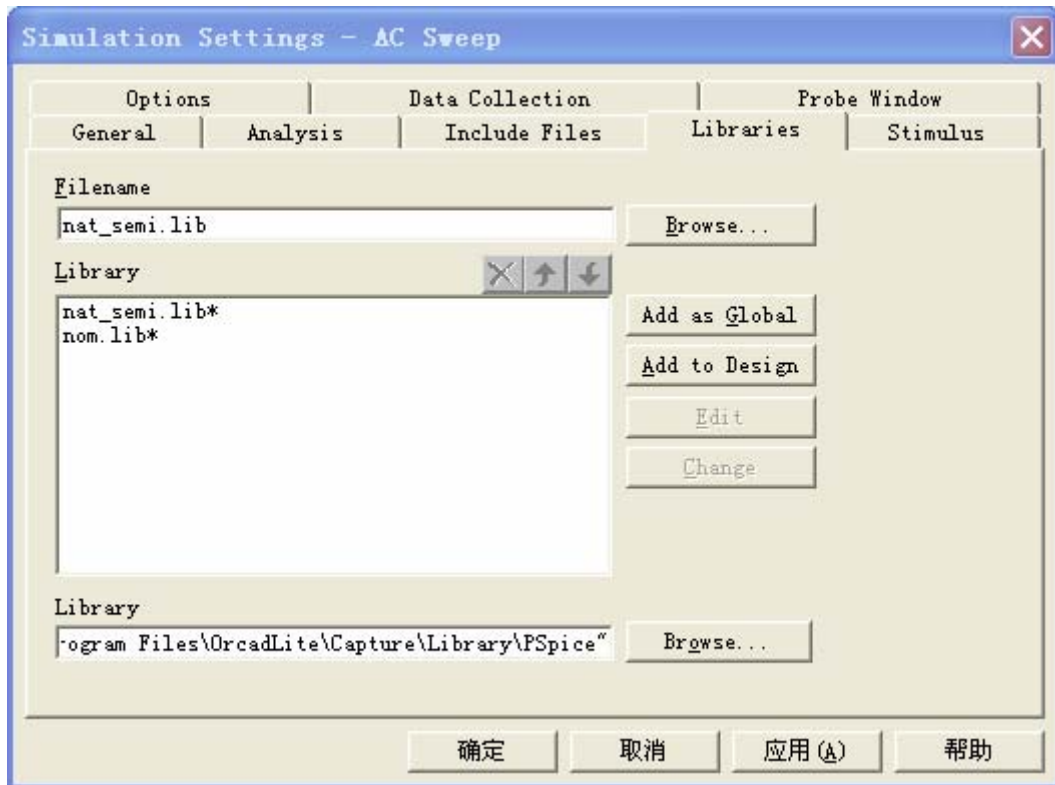 Simulation Settings - AC Sweep
Options Data Collection Probe Window
General Analysis Include Files Libraries Stimulus
Filename
nat_semi.lib Browse...
Library
nat_semi.lib*
nom.lib*
Add as Global
Add to Design
Edit
Change
Library
ogram Files\OrcadLite\Capture\Library\PSpice" Browse...
确定 取消 应用(A) 帮助